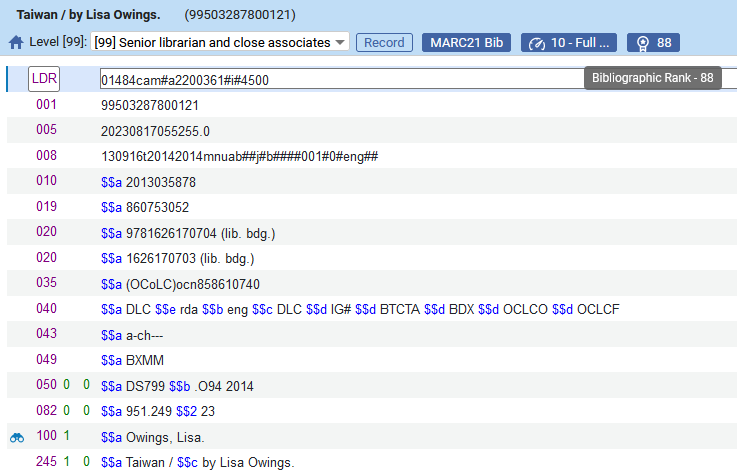 Taiwan / by Lisa Owings. (99503287800121)
Level [99]: [99] Senior librarian and close associates Record MARC21 Bib 10 - Full ... 88
Bibliographic Rank - 88
LDR 01484cam#a2200361#i#4500
001 99503287800121
005 20230817055255.0
008 130916t20142014mnuab##j#b####001#0#eng##
010 $$a 2013035878
019 $$a 860753052
020 $$a 9781626170704 (lib. bdg.)
020 $$a 1626170703 (lib. bdg.)
035 $$a (OCoLC)ocn858610740
040 $$a DLC $$e rda $$b eng $$c DLC $$d IG# $$d BTCTA $$d BDX $$d OCLCO $$d OCLCF
043 $$a a-ch---
049 $$a BXMM
050 0 0 $$a DS799 $$b .O94 2014
082 0 0 $$a 951.249 $$2 23
100 1 $$a Owings, Lisa.
245 1 0 $$a Taiwan / $$c by Lisa Owings.